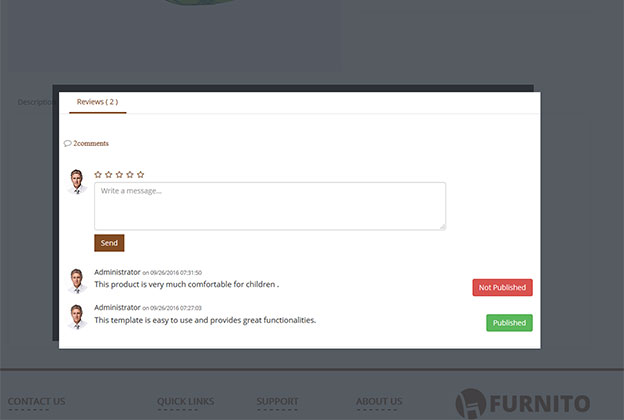 Description
Reviews ( 2 )
2comments
Write a message...
Send
Administrator on 09/26/2016 07:31:50
This product is very much comfortable for children .
Not Published
Administrator on 09/26/2016 07:27:03
This template is easy to use and provides great functionalities.
Published
CONTACT US
QUICK LINKS
SUPPORT
ABOUT US
FURNITO